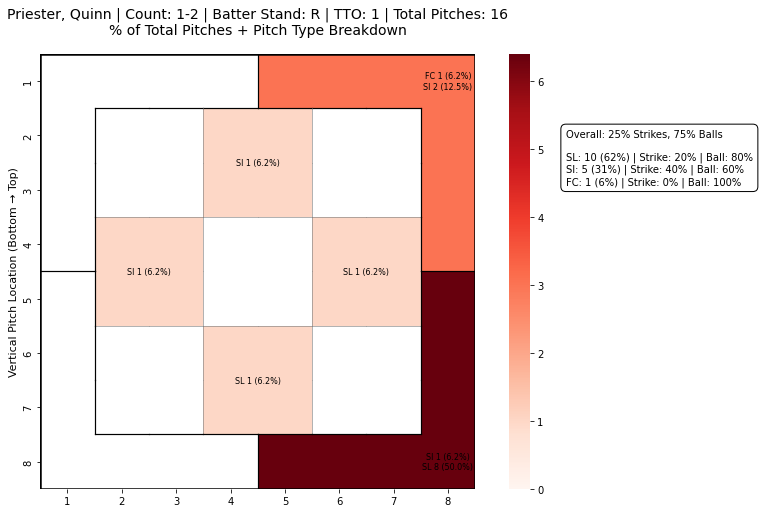 Priester, Quinn | Count: 1-2 | Batter Stand: R | TTO: 1 | Total Pitches: 16
% of Total Pitches + Pitch Type Breakdown
FC 1 (6.2%)
SI 2 (12.5%)
SI 1 (6.2%)
SI 1 (6.2%)
SL 1 (6.2%)
SL 1 (6.2%)
SI 1 (6.2%)
SL 8 (50.0%)
Vertical Pitch Location (Bottom → Top)
1
2
3
4
5
6
7
8
1 2 3 4 5 6 7 8
6
5
4
3
2
1
0
Overall: 25% Strikes, 75% Balls
SL: 10 (62%) | Strike: 20% | Ball: 80%
SI: 5 (31%) | Strike: 40% | Ball: 60%
FC: 1 (6%) | Strike: 0% | Ball: 100%